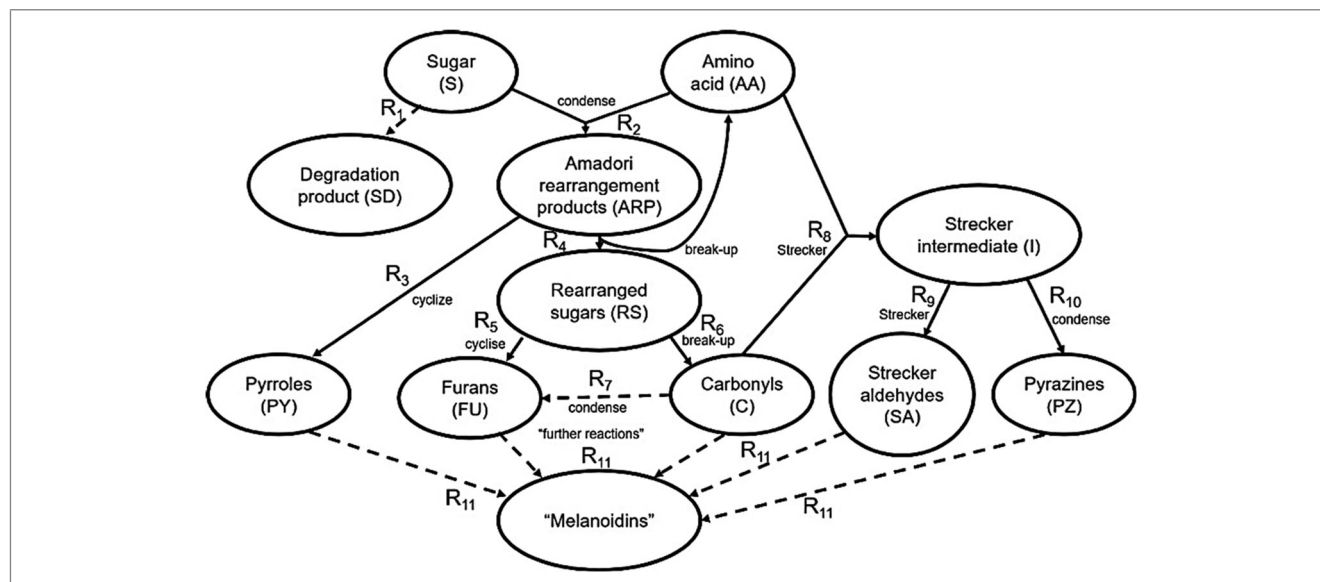 Sugar
(S)
Amino
acid (AA)
condense
R1
R2
Degradation
product (SD)
Amadori
rearrangement
products (ARP)
R8
Strecker
Strecker
intermediate (I)
R4
break-up
R3
cyclize
Rearranged
sugars (RS)
R9
Strecker
R10
condense
R5
cyclise
R6
break-up
Pyrroles
(PY)
Furans
(FU)
R7
condense
Carbonyls
(C)
Strecker
aldehydes
(SA)
Pyrazines
(PZ)
"further reactions"
R11
R11
R11
R11
"Melanoidins"